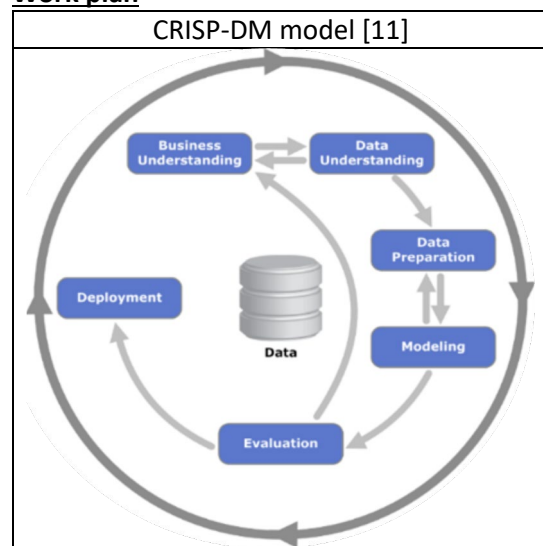 Work plan
CRISP-DM model [11]
Business
Understanding
Data
Understanding
Data
Preparation
Deployment
Data
Modeling
Evaluation